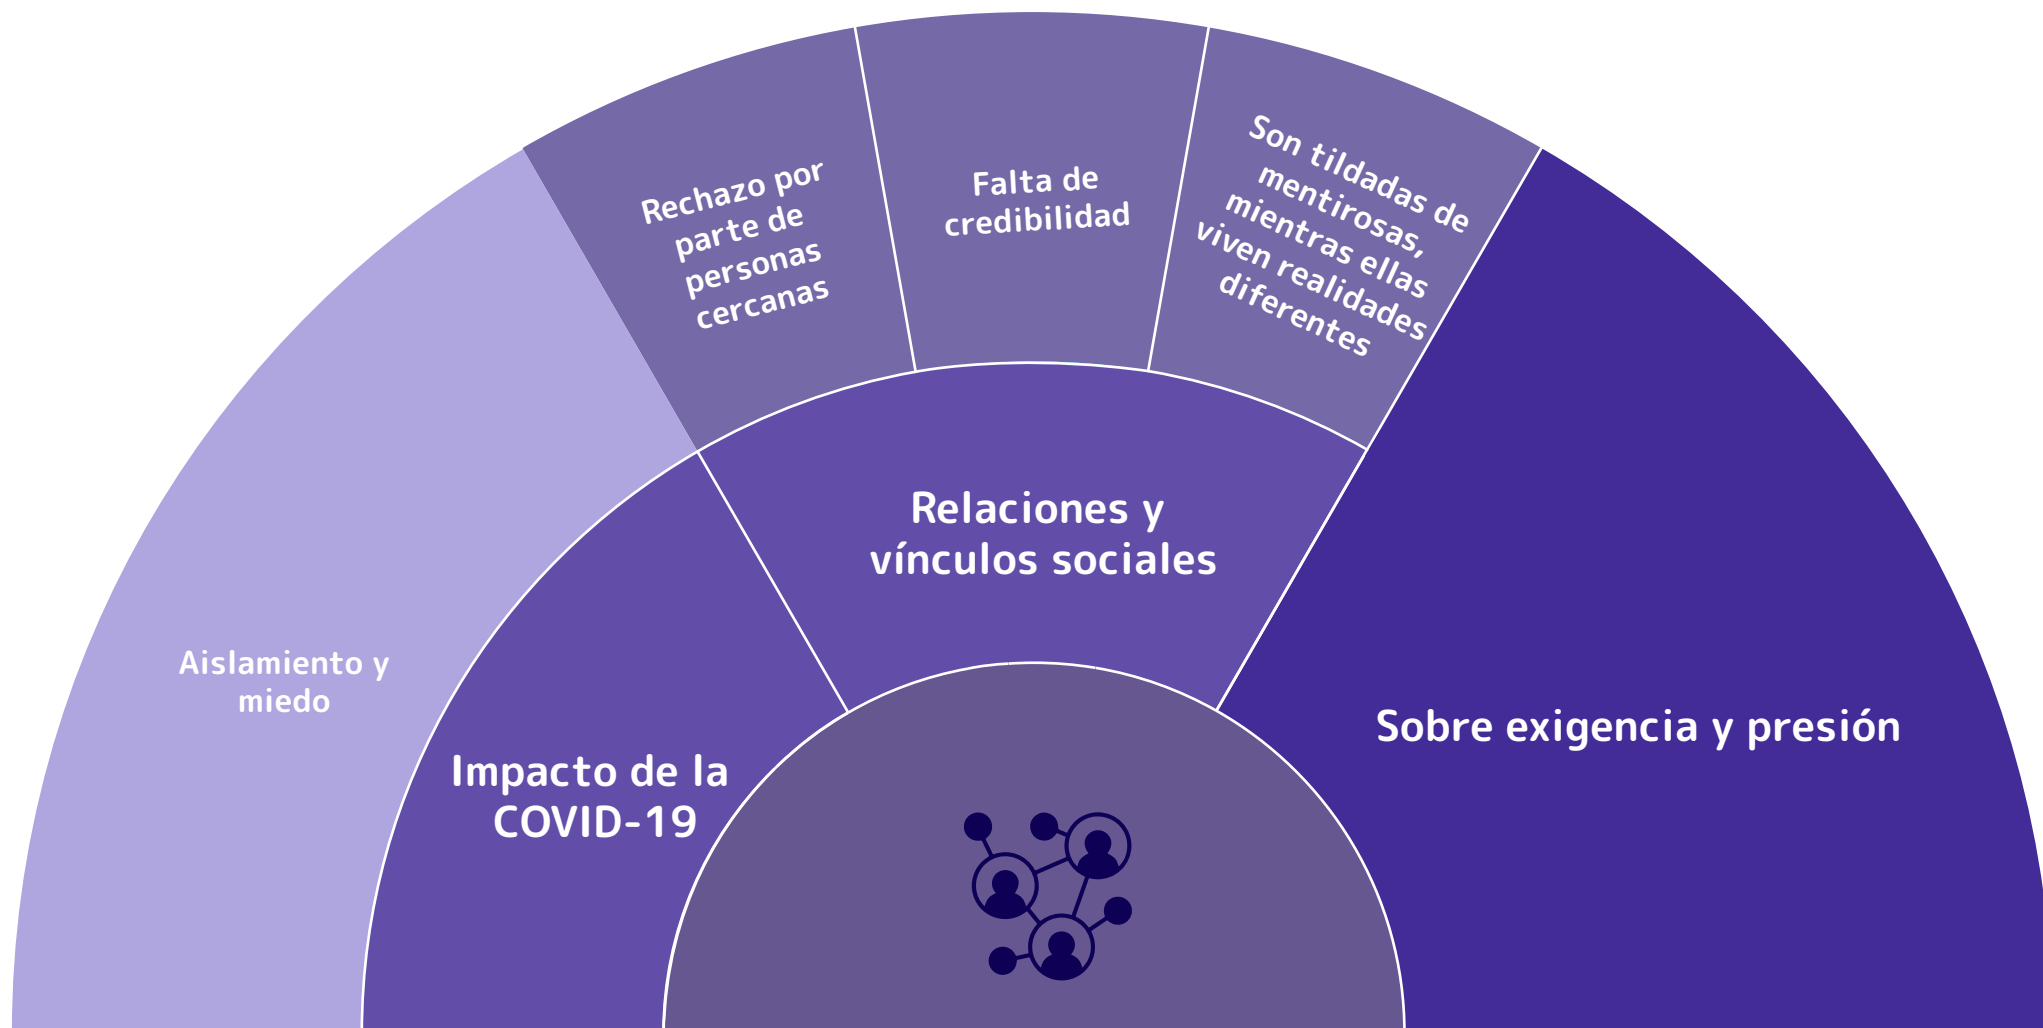 Rechazo por
parte de
personas
cercanas
Falta de
credibilidad
Son tildadas de
mentirosas,
mientras ellas
viven realidades
diferentes
Relaciones y
vínculos sociales
Aislamiento y
miedo
Impacto de la
COVID-19
Sobre exigencia y presión